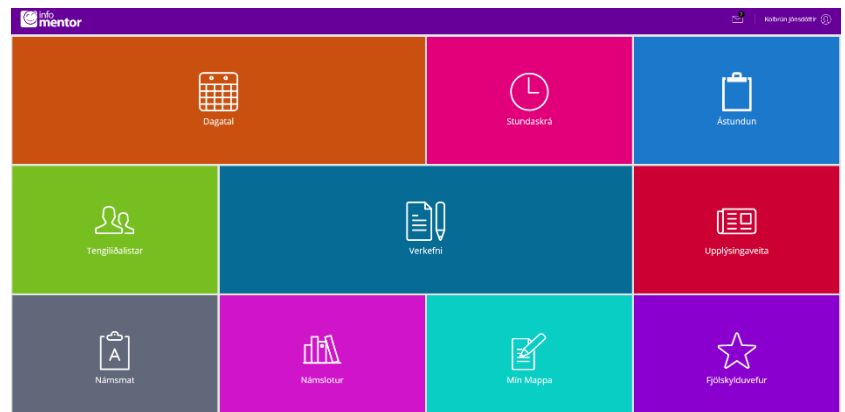 info
mentor
Kolbrún Jónsdóttir
Dagatal
Stundaskrá
Ástundun
Tengiliðalistar
Verkefni
Upplýsingaveita
A
Námsmat
Námslotur
Mín Mappa
Fjölskylduvefur